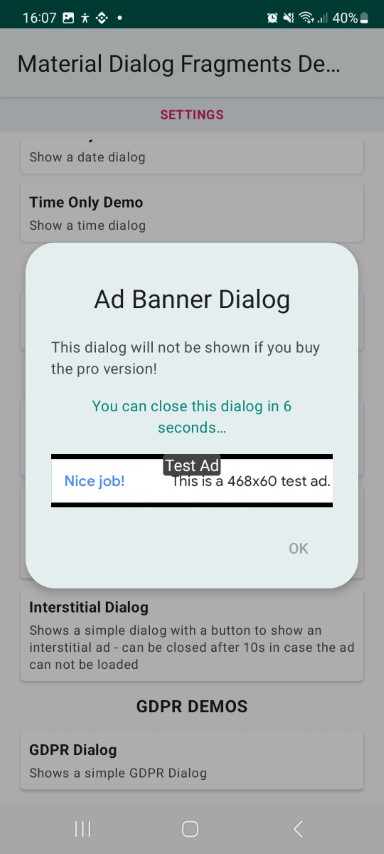 16:07
40%
Material Dialog Fragments De...
SETTINGS
Show a date dialog
Time Only Demo
Show a time dialog
Ad Banner Dialog
This dialog will not be shown if you buy
the pro version!
You can close this dialog in 6
seconds...
Test Ad
Nice job!
This is a 468x60 test ad.
OK
Interstitial Dialog
Shows a simple dialog with a button to show an
interstitial ad - can be closed after 10s in case the ad
can not be loaded
GDPR DEMOS
GDPR Dialog
Shows a simple GDPR Dialog